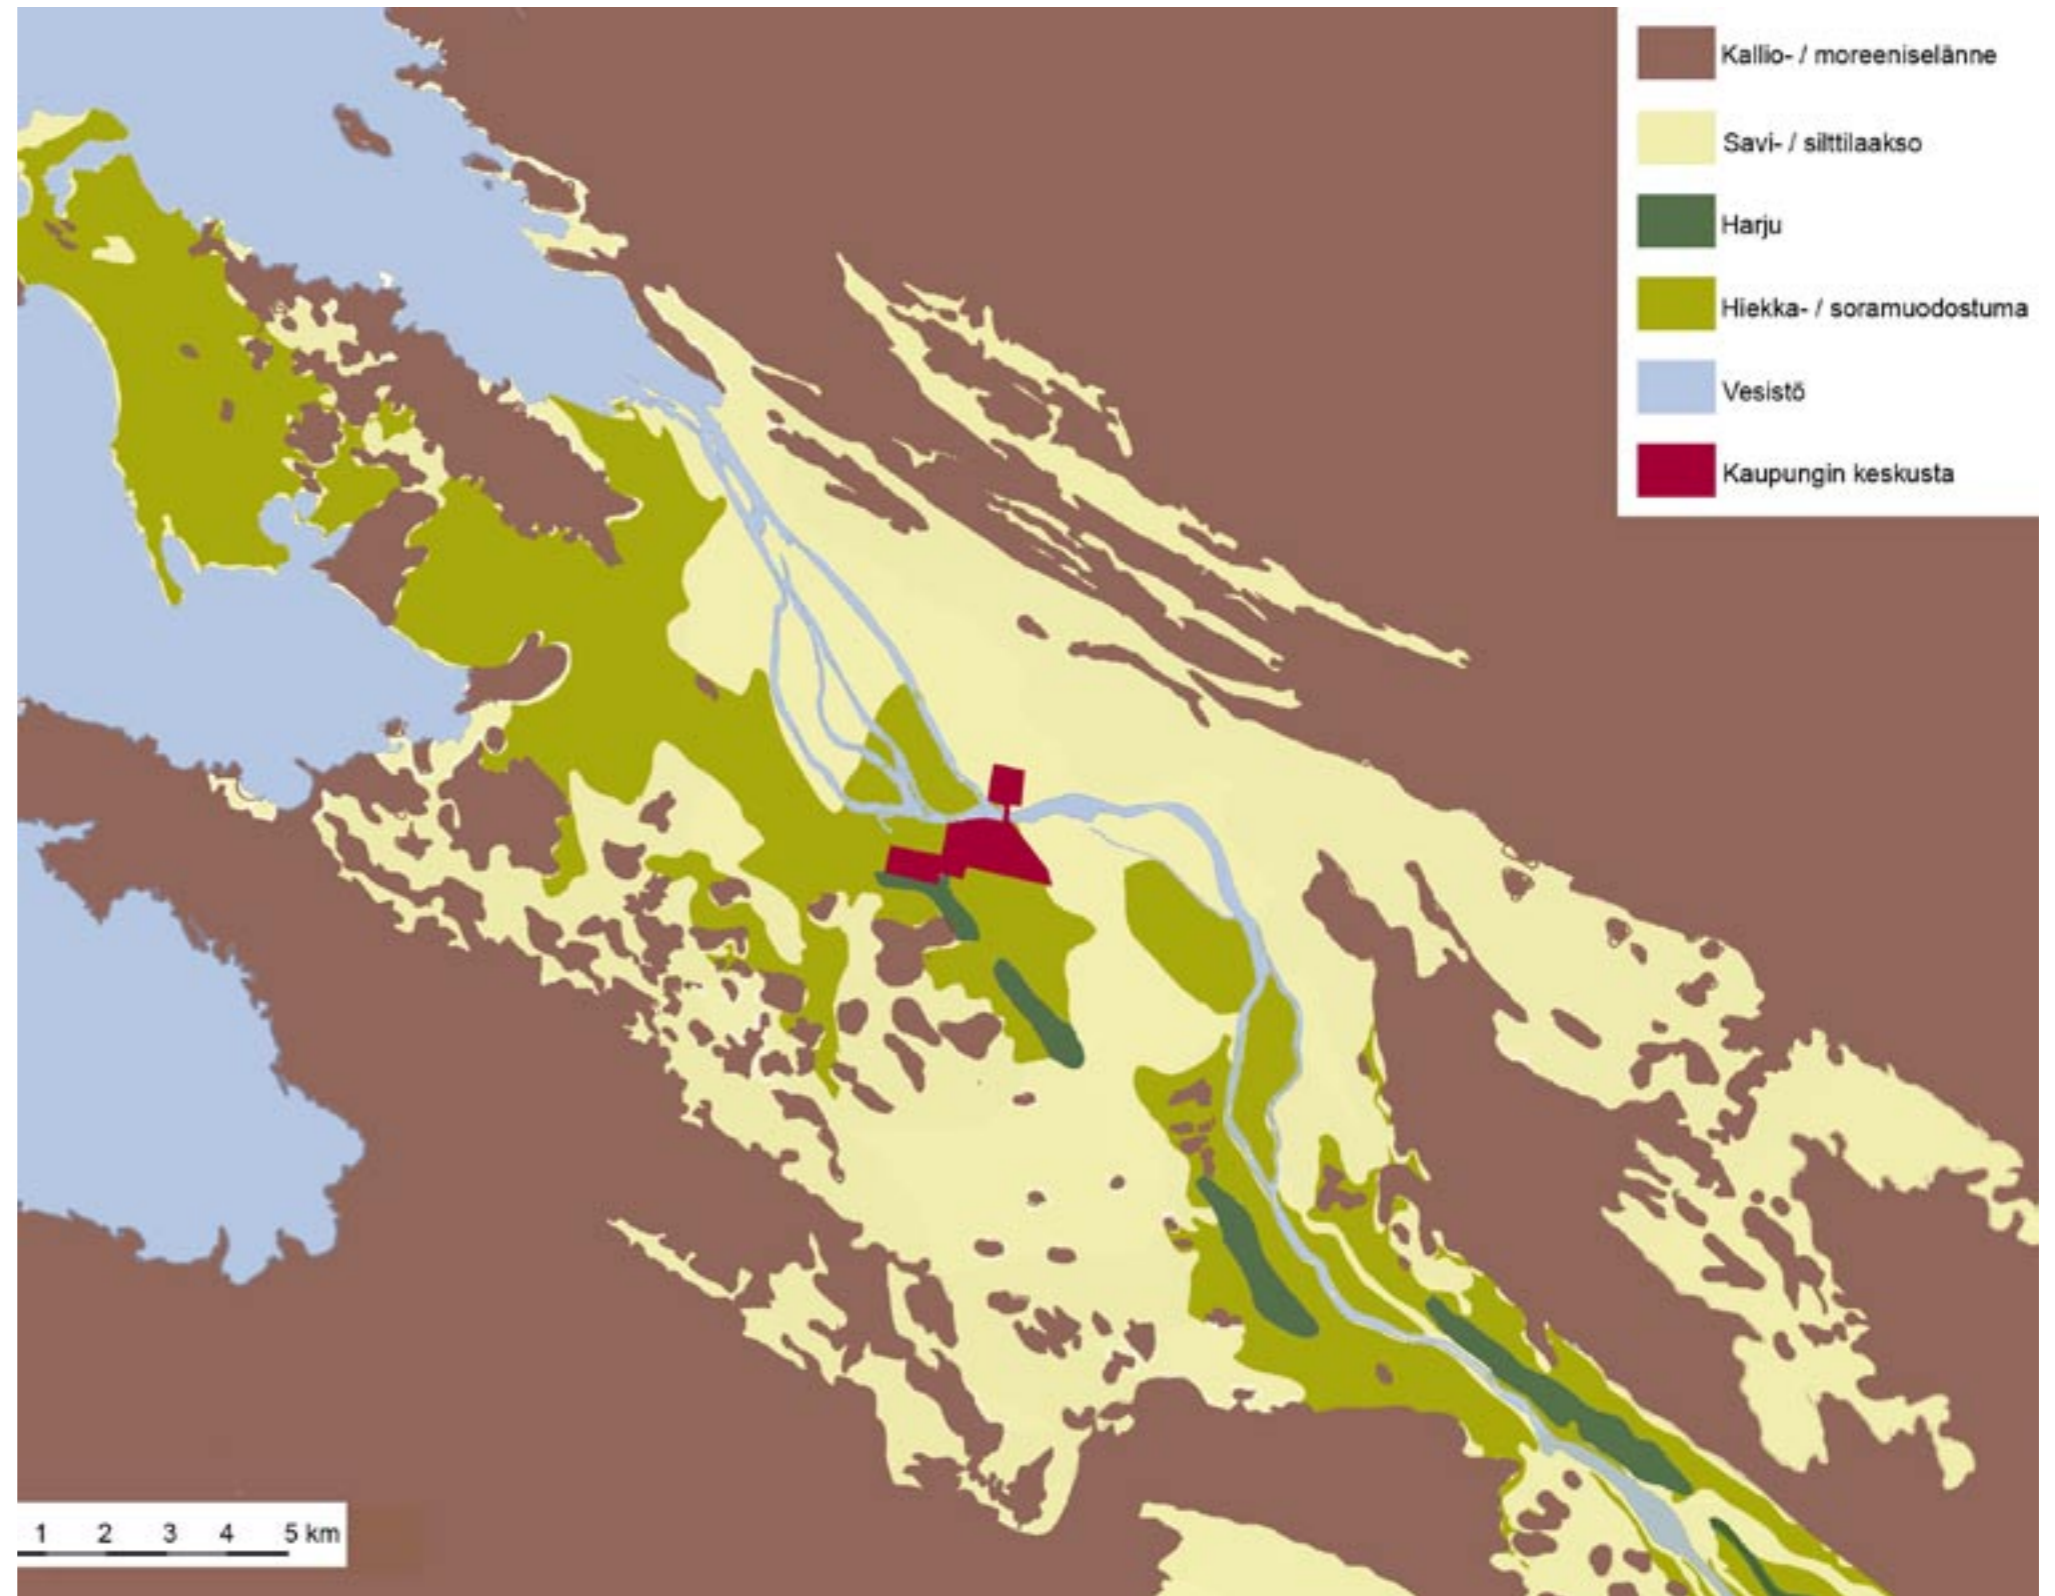 Kallio- / moreeniselänne
Savi- / silttilaakso
Harju
Hiekka- / soramuodostuma
Vesistö
Kaupungin keskusta
1 2 3 4 5 km